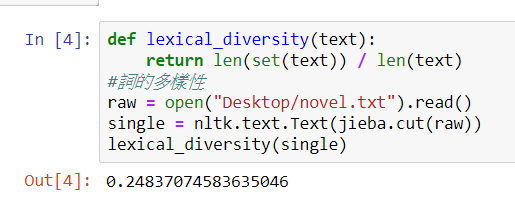 In [4]: def lexical_diversity(text):
    return len(set(text)) / len(text)
#詞的多樣性
raw = open("Desktop/novel.txt").read()
single = nltk.text.Text(jieba.cut(raw))
lexical_diversity(single)
Out[4]: 0.24837074583635046